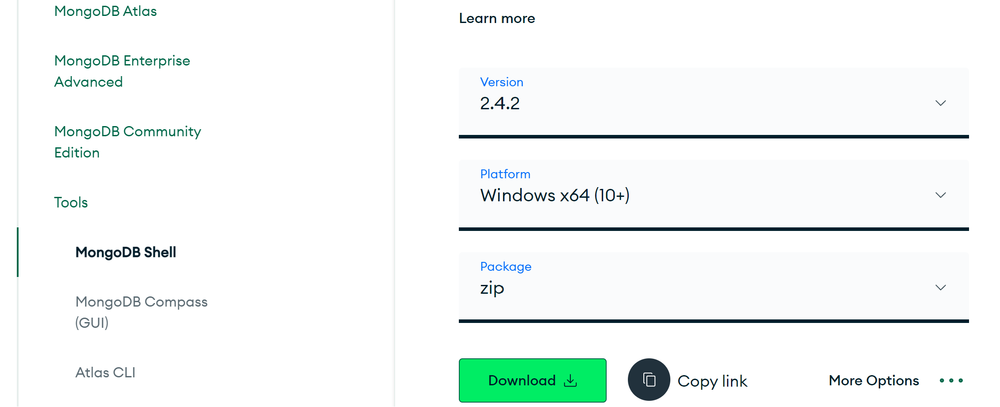 MongoDB Atlas
MongoDB Enterprise
Advanced
MongoDB Community
Edition
Tools
MongoDB Shell
MongoDB Compass
(GUI)
Atlas CLI
Learn more
Version
2.4.2
Platform
Windows x64 (10+)
Package
zip
Download
Copy link
More Options